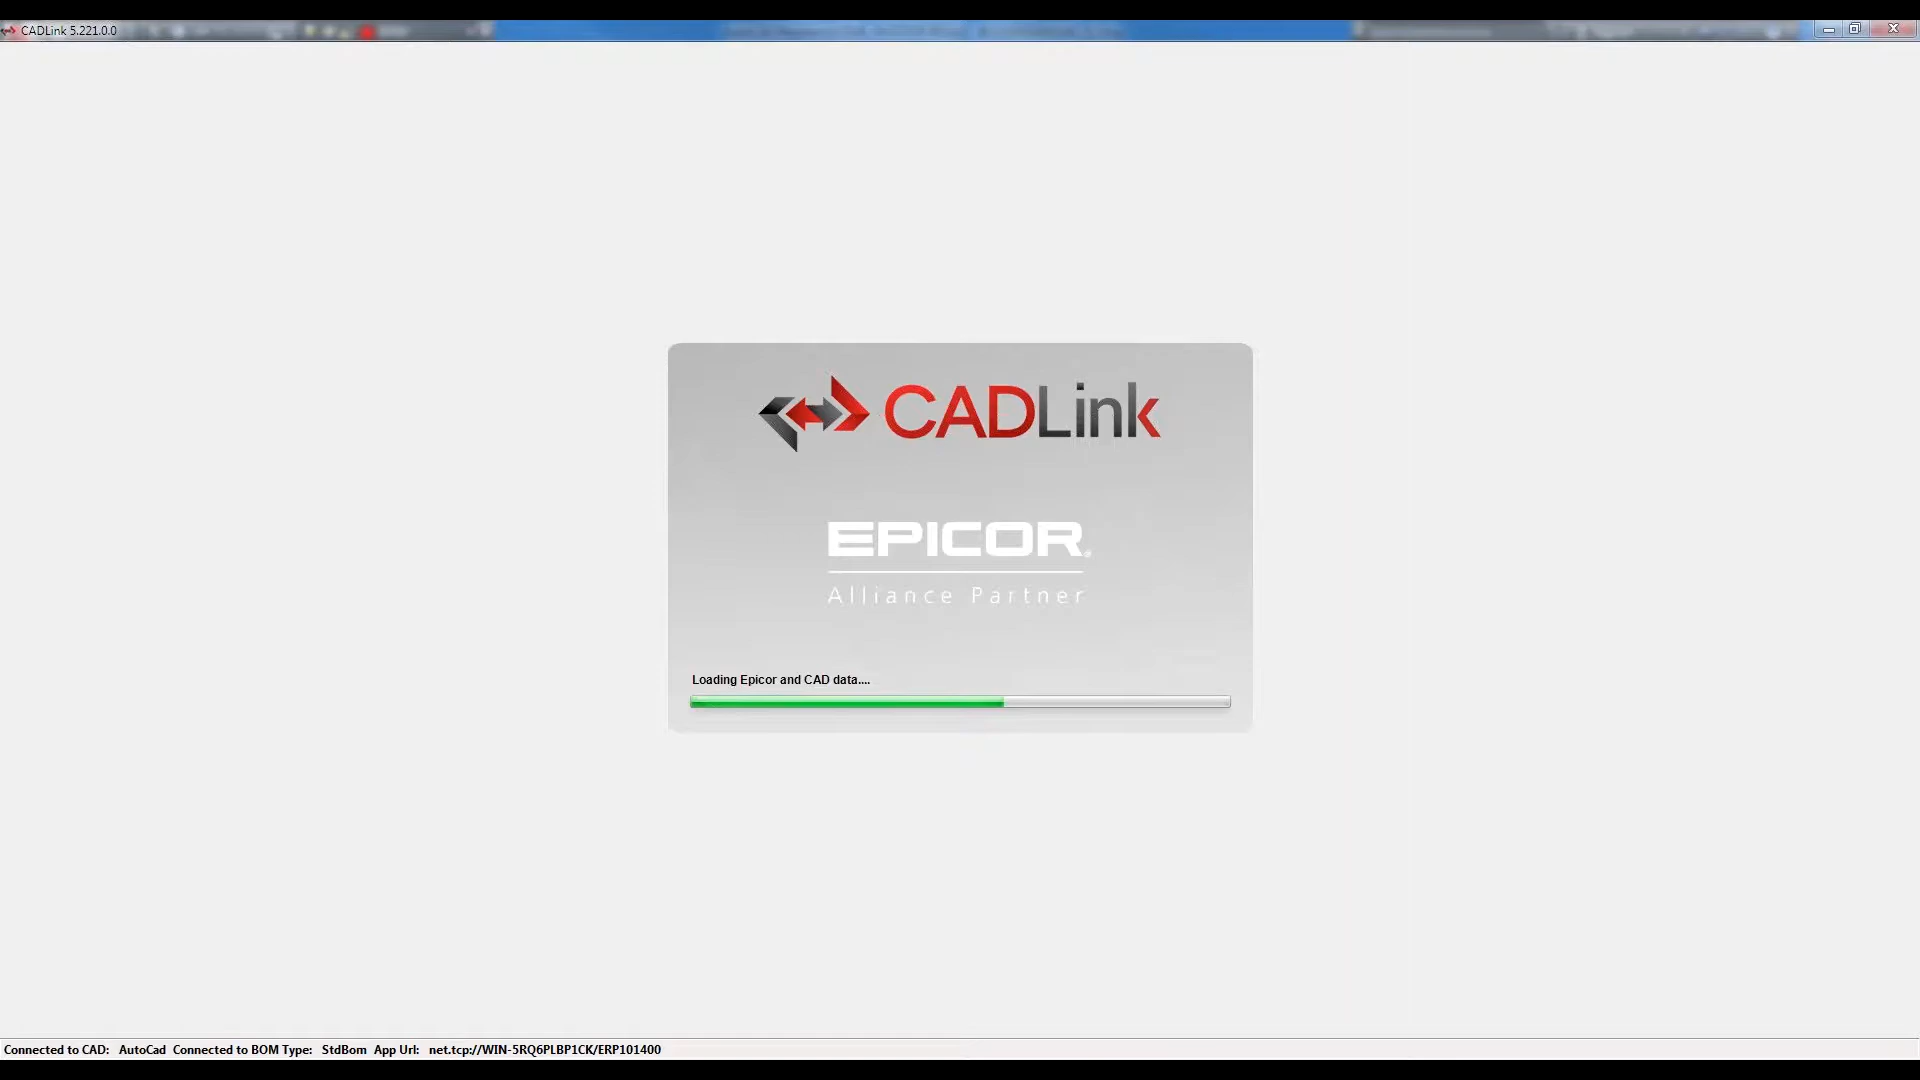 CADLink 5.221.0.0
CADLink
EPICOR®
Alliance Partner
Loading Epicor and CAD data....
Connected to CAD: AutoCad Connected to BOM Type: StdBom App Url: net.tcp://WIN-5RQ6PLBP1CK/ERP101400